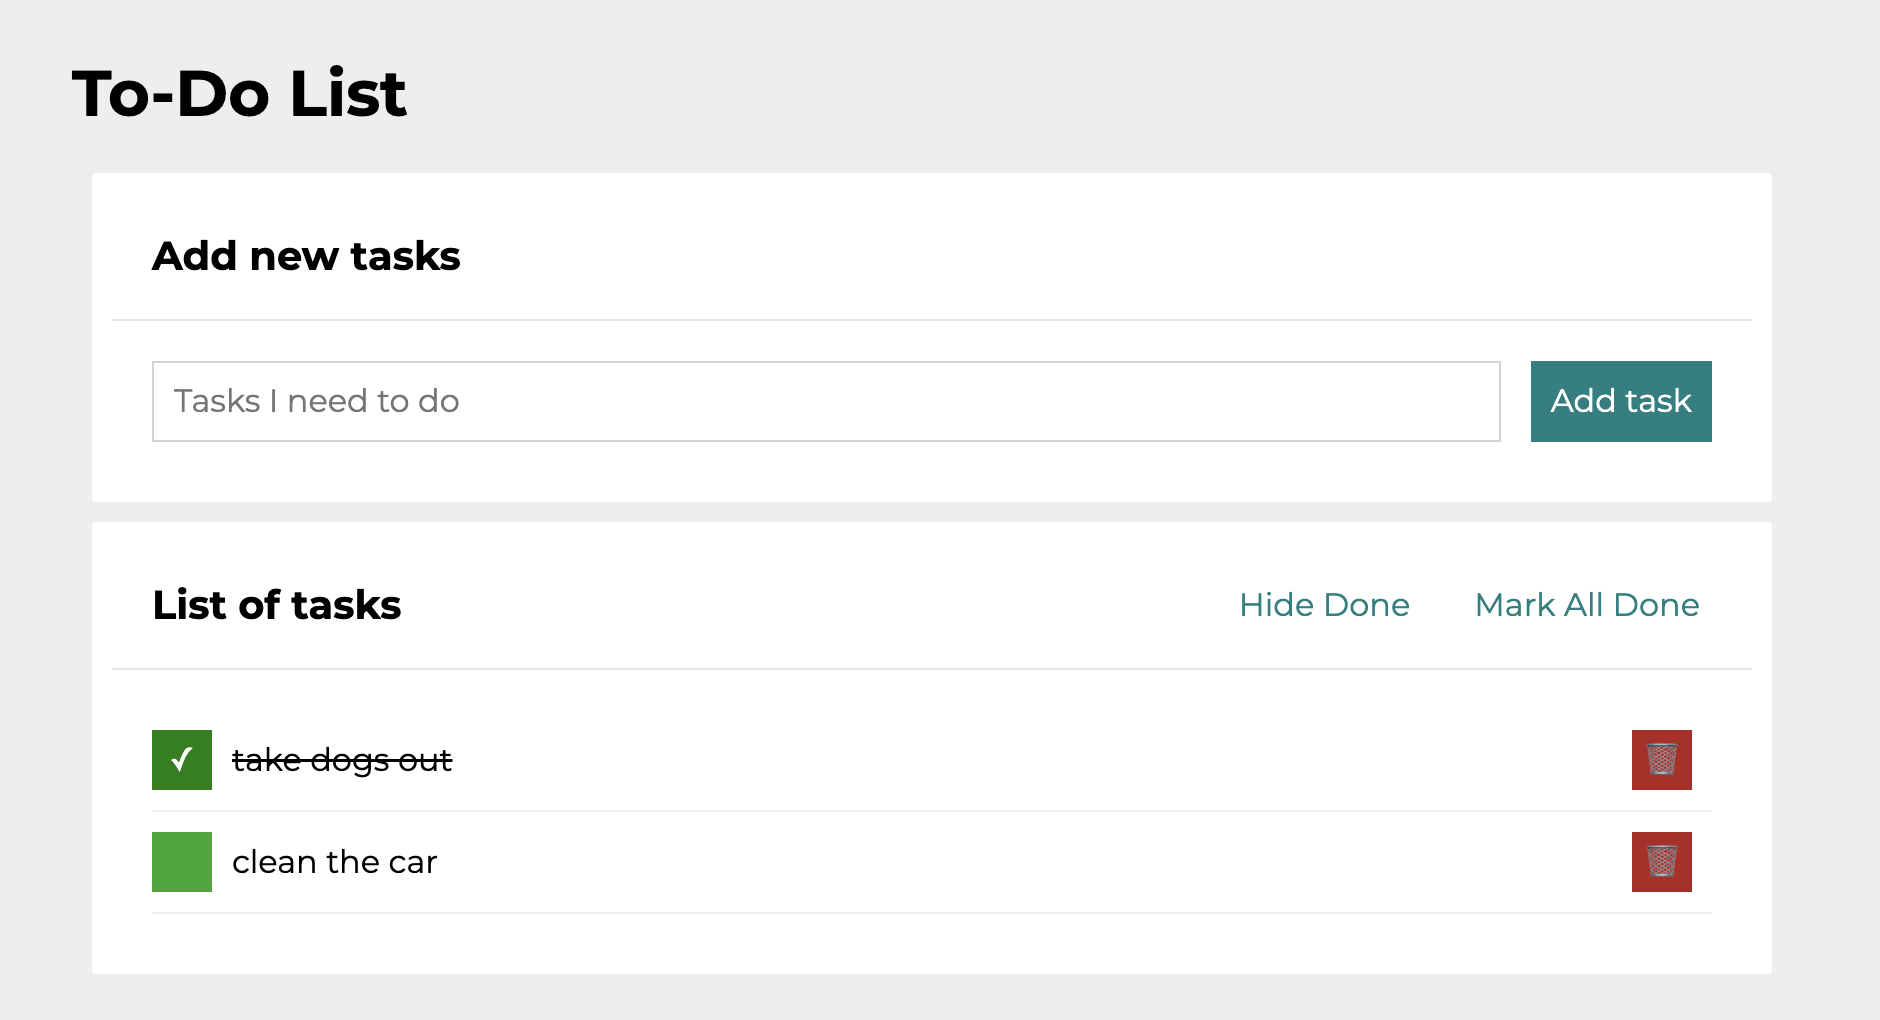 To-Do List
Add new tasks
Tasks I need to do
Add task
List of tasks
Hide Done
Mark All Done
✓ take dogs out
clean the car